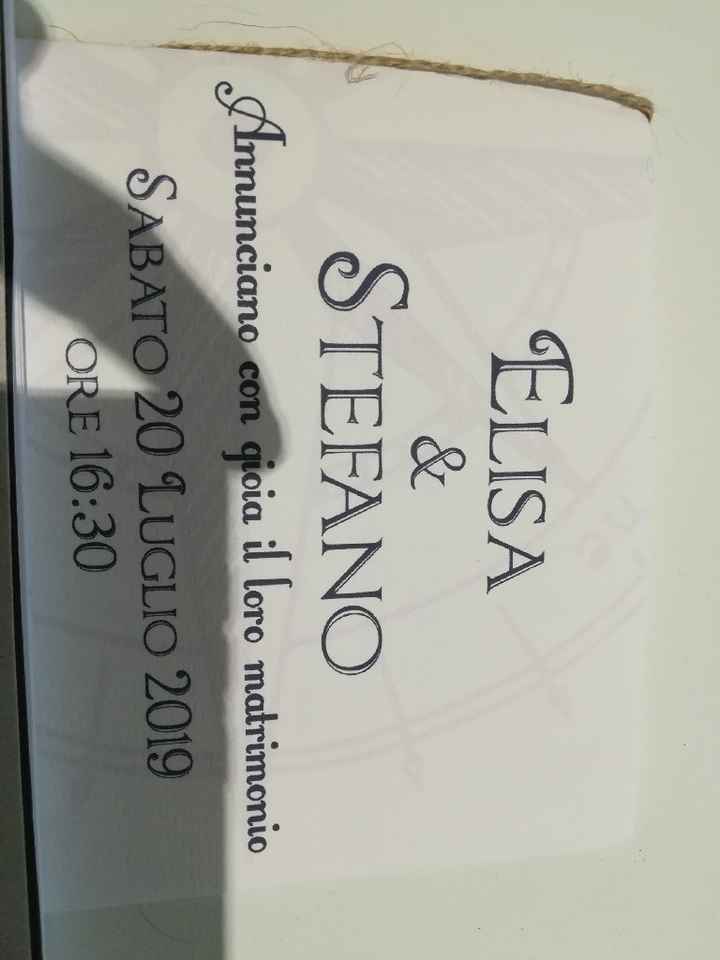 Elisa
&
Stefano
Annunciano con gioia il loro matrimonio
Sabato 20 Luglio 2019
ore 16:30